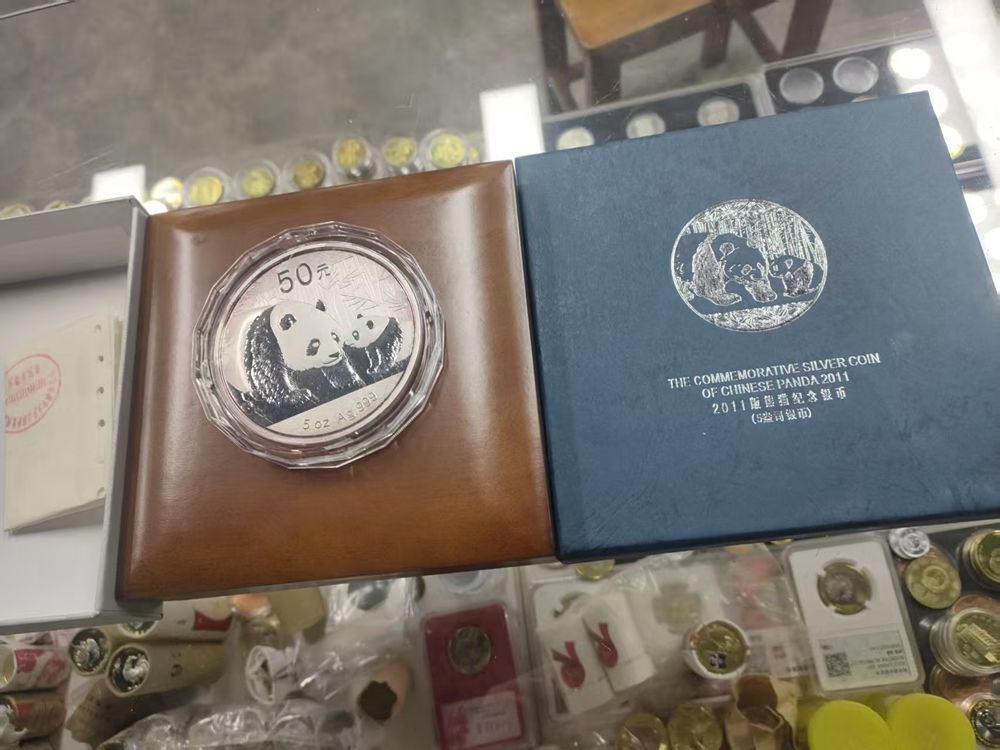 50元
5 oz Ag.999
THE COMMEMORATIVE SILVER COIN
OF CHINESE PANDA 2011
2011版熊猫纪念银币
(5盎司银币)